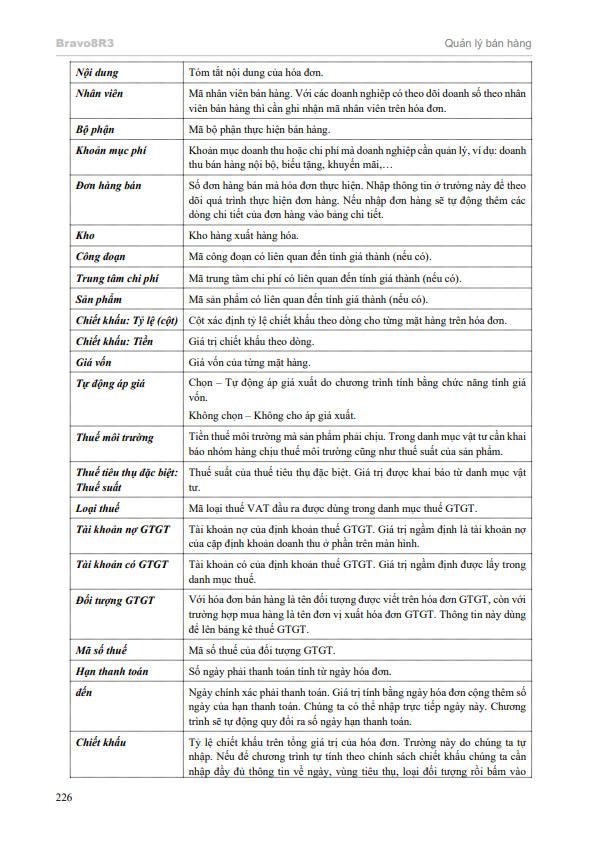 Bravo8R3 Quản lý bán hàng
Nội dung Tóm tắt nội dung của hóa đơn.
Nhân viên Mã nhân viên bán hàng. Với các doanh nghiệp có theo dõi doanh số theo nhân
viên bán hàng thì cần ghi nhận mã nhân viên trên hóa đơn.
Bộ phận Mã bộ phận thực hiện bán hàng.
Khoản mục phí Khoản mục doanh thu hoặc chi phí mà doanh nghiệp cần quản lý, ví dụ: doanh
thu bán hàng nội bộ, biếu tặng, khuyến mãi,…
Đơn hàng bán Số đơn hàng bán mà hóa đơn thực hiện. Nhập thông tin ở trường này để theo
dõi quá trình thực hiện đơn hàng. Nếu nhập đơn hàng sẽ tự động thêm các
dòng chi tiết của đơn hàng vào bảng chi tiết.
Kho Kho hàng xuất hàng hóa.
Công đoạn Mã công đoạn có liên quan đến tính giá thành (nếu có).
Trung tâm chi phí Mã trung tâm chi phí có liên quan đến tính giá thành (nếu có).
Sản phẩm Mã sản phẩm có liên quan đến tính giá thành (nếu có).
Chiết khấu: Tỷ lệ (cột) Cột xác định tỷ lệ chiết khấu theo dòng cho từng mặt hàng trên hóa đơn.
Chiết khấu: Tiền Giá trị chiết khấu theo dòng.
Giá vốn Giá vốn của từng mặt hàng.
Tự động áp giá Chọn – Tự động áp giá xuất do chương trình tính bằng chức năng tính giá
vốn.
Không chọn – Không cho áp giá xuất.
Thuế môi trường Tiền thuế môi trường mà sản phẩm phải chịu. Trong danh mục vật tư cần khai
báo nhóm hàng chịu thuế môi trường cũng như thuế suất của sản phẩm.
Thuế tiêu thụ đặc biệt: Thuế suất của thuế tiêu thụ đặc biệt. Giá trị được khai báo từ danh mục vật
Thuế suất tư.
Loại thuế Mã loại thuế VAT đầu ra được dùng trong danh mục thuế GTGT.
Tài khoản nợ GTGT Tài khoản nợ của định khoản thuế GTGT. Giá trị ngầm định là tài khoản nợ
của cặp định khoản doanh thu ở phần trên màn hình.
Tài khoản có GTGT Tài khoản có của định khoản thuế GTGT. Giá trị ngầm định được lấy trong
danh mục thuế.
Đối tượng GTGT Với hóa đơn bán hàng là tên đối tượng được viết trên hóa đơn GTGT, còn với
trường hợp mua hàng là tên đơn vị xuất hóa đơn GTGT. Thông tin này dùng
để lên bảng kê thuế GTGT.
Mã số thuế Mã số thuế của đối tượng GTGT.
Hạn thanh toán Số ngày phải thanh toán tính từ ngày hóa đơn.
đến Ngày chính xác phải thanh toán. Giá trị tính bằng ngày hóa đơn cộng thêm số
ngày của hạn thanh toán. Chúng ta có thể nhập trực tiếp ngày này. Chương
trình sẽ tự động quy đổi ra số ngày hạn thanh toán.
Chiết khấu Tỷ lệ chiết khấu trên tổng giá trị của hóa đơn. Trường này do chúng ta tự
nhập. Nếu để chương trình tự tính theo chính sách chiết khấu chúng ta cần
nhập đầy đủ thông tin về ngày, vùng tiêu thụ, loại đối tượng rồi bấm vào
226